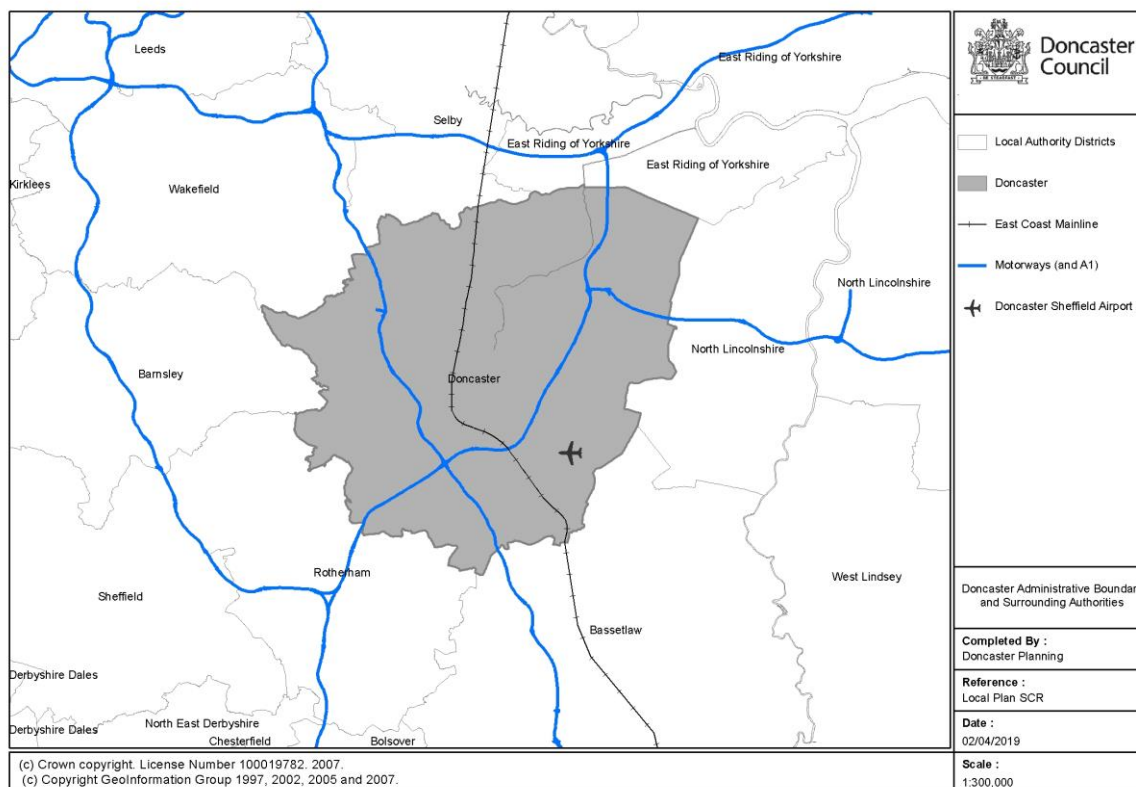 Leeds
East Riding of Yorkshire
Selby
East Riding of Yorkshire
East Riding of Yorkshire
Kirklees
Wakefield
North Lincolnshire
North Lincolnshire
Barnsley
Doncaster
Rotherham
Sheffield
West Lindsey
Bassetlaw
Derbyshire Dales
North East Derbyshire
Derbyshire Dales
Chesterfield
Bolsover
Doncaster
Council
Local Authority Districts
Doncaster
East Coast Mainline
Motorways (and A1)
Doncaster Sheffield Airport
Doncaster Administrative Boundar
and Surrounding Authorities
Completed By :
Doncaster Planning
Reference :
Local Plan SCR
Date :
02/04/2019
Scale :
1:300,000
(c) Crown copyright. License Number 100019782. 2007.
(c) Copyright GeoInformation Group 1997, 2002, 2005 and 2007.